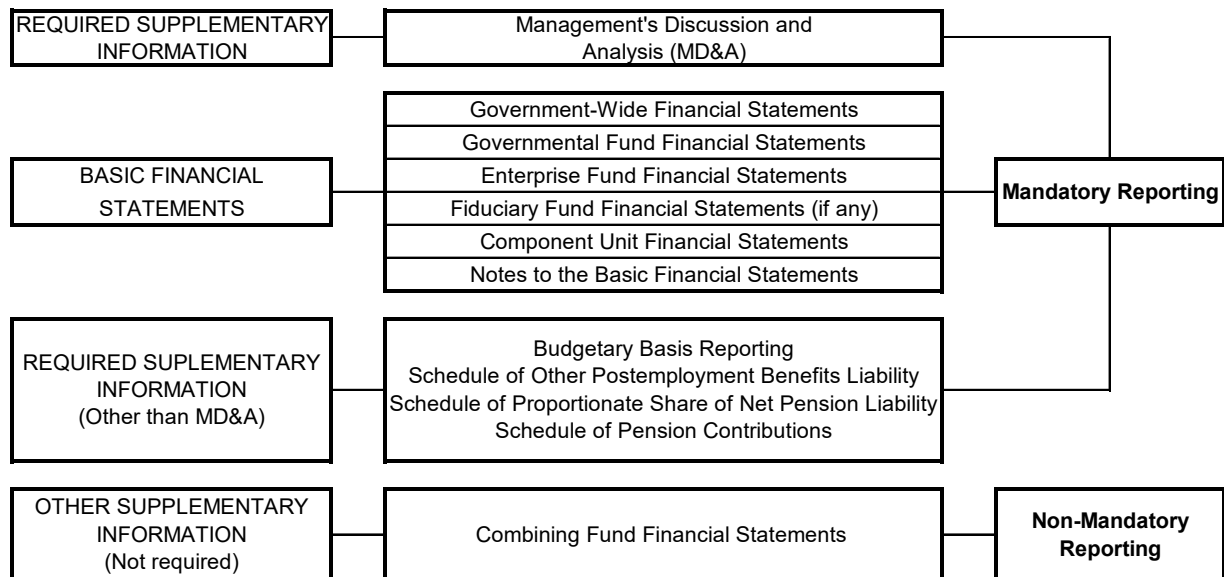 REQUIRED SUPPLEMENTARY
INFORMATION
Management's Discussion and
Analysis (MD&A)
Government-Wide Financial Statements
Governmental Fund Financial Statements
BASIC FINANCIAL
STATEMENTS
Enterprise Fund Financial Statements
Fiduciary Fund Financial Statements (if any)
Component Unit Financial Statements
Notes to the Basic Financial Statements
Mandatory Reporting
REQUIRED SUPLEMENTARY
INFORMATION
(Other than MD&A)
Budgetary Basis Reporting
Schedule of Other Postemployment Benefits Liability
Schedule of Proportionate Share of Net Pension Liability
Schedule of Pension Contributions
OTHER SUPPLEMENTARY
INFORMATION
(Not required)
Combining Fund Financial Statements
Non-Mandatory
Reporting